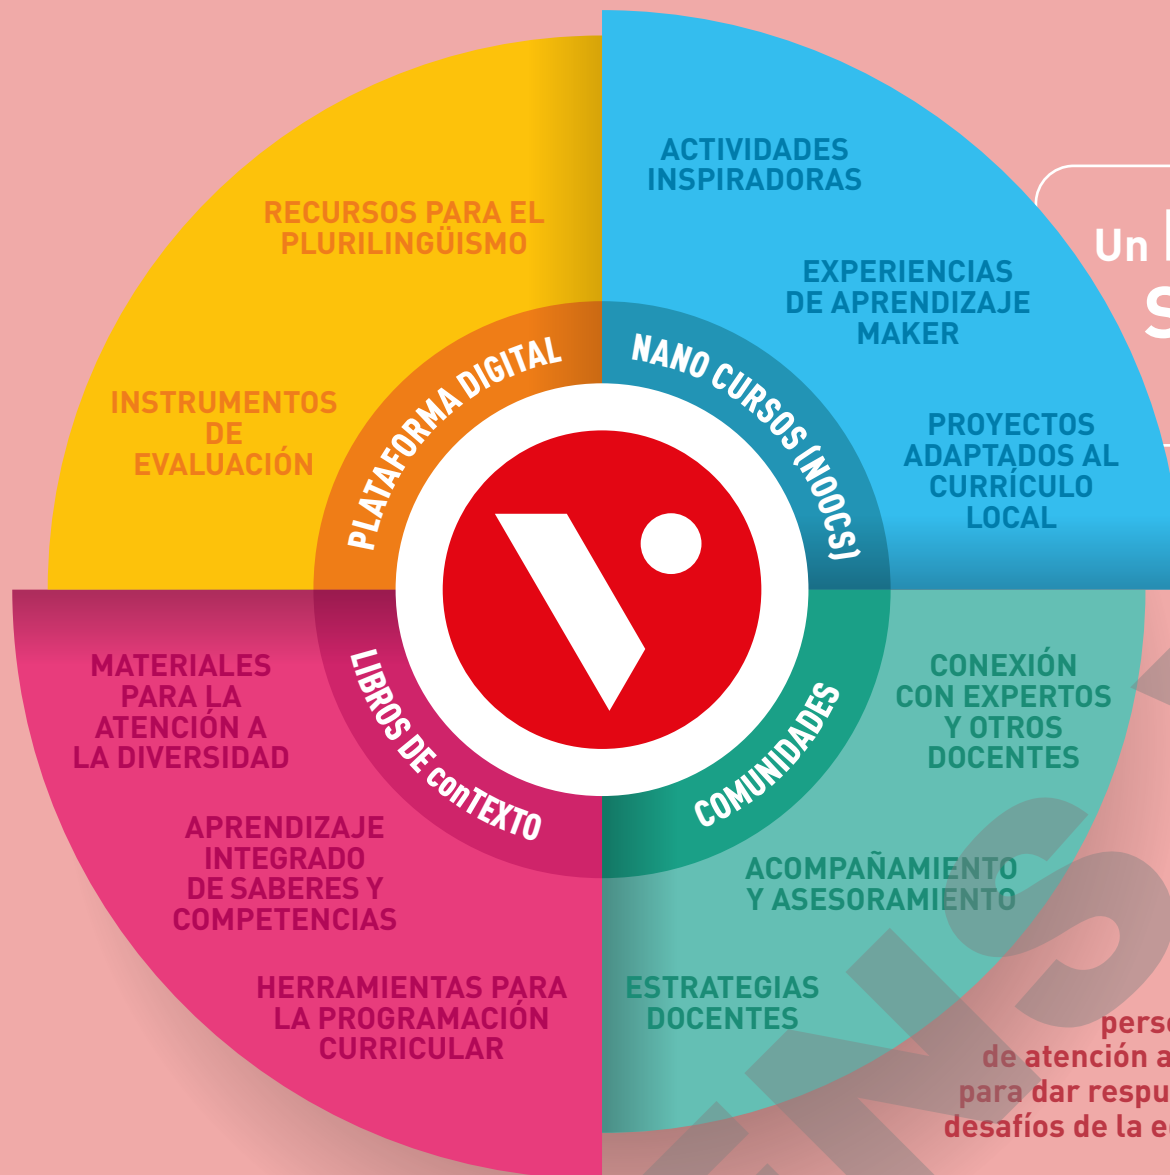 RECURSOS PARA EL
PLURILINGÜISMO
INSTRUMENTOS
DE
EVALUACIÓN
PLATAFORMA DIGITAL
ACTIVIDADES
INSPIRADORAS
EXPERIENCIAS
DE APRENDIZAJE
MAKER
PROYECTOS
ADAPTADOS AL
CURRÍCULO
LOCAL
NANO CURSOS (NOOCS)
Un
MATERIALES
PARA LA
ATENCIÓN A
LA DIVERSIDAD
APRENDIZAJE
INTEGRADO
DE SABERES Y
COMPETENCIAS
HERRAMIENTAS PARA
LA PROGRAMACIÓN
CURRICULAR
LIBROS DE conTEXTO
CONEXIÓN
CON EXPERTOS
Y OTROS
DOCENTES
ACOMPAÑAMIENTO
Y ASESORAMIENTO
ESTRATEGIAS
DOCENTES
COMUNIDADES
de atención a
para dar
desafíos de la